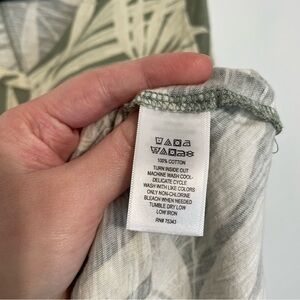 100% COTTON
TURN INSIDE OUT
MACHINE WASH COOL-
DELICATE CYCLE
WASH WITH LIKE COLORS
ONLY NON-CHLORINE
BLEACH WHEN NEEDED
TUMBLE DRY LOW
LOW IRON
RN# 75343